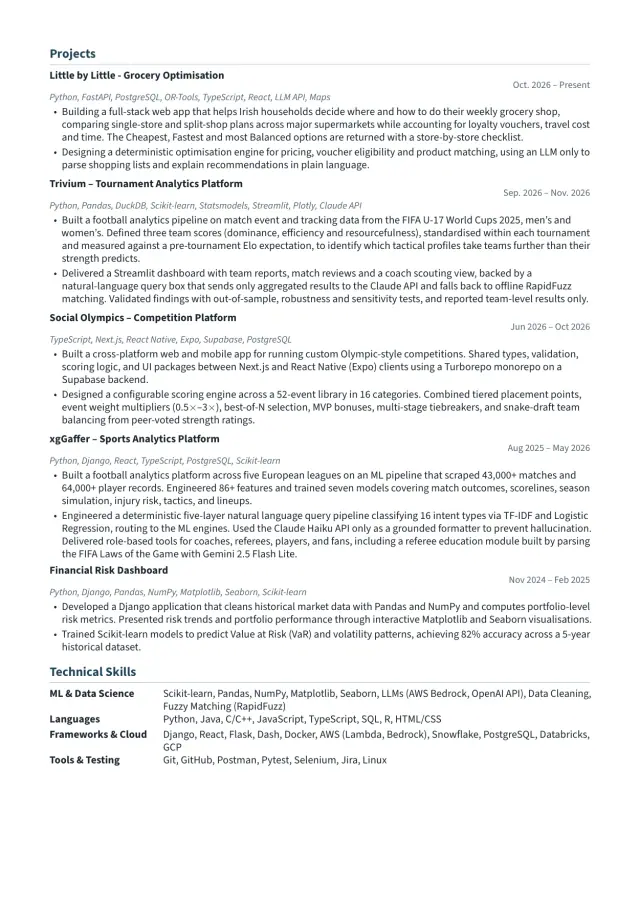 Projects
Little by Little - Grocery Optimisation
Oct. 2026 – Present
Python, FastAPI, PostgreSQL, OR-Tools, TypeScript, React, LLM API, Maps
• Building a full-stack web app that helps Irish households decide where and how to do their weekly grocery shop,
comparing single-store and split-shop plans across major supermarkets while accounting for loyalty vouchers, travel cost
and time. The Cheapest, Fastest and most Balanced options are returned with a store-by-store checklist.
• Designing a deterministic optimisation engine for pricing, voucher eligibility and product matching, using an LLM only to
parse shopping lists and explain recommendations in plain language.
Trivium – Tournament Analytics Platform
Sep. 2026 – Nov. 2026
Python, Pandas, DuckDB, Scikit-learn, Statsmodels, Streamlit, Plotly, Claude API
• Built a football analytics pipeline on match event and tracking data from the FIFA U-17 World Cups 2025, men's and
women's. Defined three team scores (dominance, efficiency and resourcefulness), standardised within each tournament
and measured against a pre-tournament Elo expectation, to identify which tactical profiles take teams further than their
strength predicts.
• Delivered a Streamlit dashboard with team reports, match reviews and a coach scouting view, backed by a
natural-language query box that sends only aggregated results to the Claude API and falls back to offline RapidFuzz
matching. Validated findings with out-of-sample, robustness and sensitivity tests, and reported team-level results only.
Social Olympics – Competition Platform
Jun 2026 – Oct 2026
TypeScript, Next.js, React Native, Expo, Supabase, PostgreSQL
• Built a cross-platform web and mobile app for running custom Olympic-style competitions. Shared types, validation,
scoring logic, and UI packages between Next.js and React Native (Expo) clients using a Turborepo monorepo on a
Supabase backend.
• Designed a configurable scoring engine across a 52-event library in 16 categories. Combined tiered placement points,
event weight multipliers (0.5×–3×), best-of-N selection, MVP bonuses, multi-stage tiebreakers, and snake-draft team
balancing from peer-voted strength ratings.
xgGaffer – Sports Analytics Platform
Aug 2025 – May 2026
Python, Django, React, TypeScript, PostgreSQL, Scikit-learn
• Built a football analytics platform across five European leagues on an ML pipeline that scraped 43,000+ matches and
64,000+ player records. Engineered 86+ features and trained seven models covering match outcomes, scorelines, season
simulation, injury risk, tactics, and lineups.
• Engineered a deterministic five-layer natural language query pipeline classifying 16 intent types via TF-IDF and Logistic
Regression, routing to the ML engines. Used the Claude Haiku API only as a grounded formatter to prevent hallucination.
Delivered role-based tools for coaches, referees, players, and fans, including a referee education module built by parsing
the FIFA Laws of the Game with Gemini 2.5 Flash Lite.
Financial Risk Dashboard
Nov 2024 – Feb 2025
Python, Django, Pandas, NumPy, Matplotlib, Seaborn, Scikit-learn
• Developed a Django application that cleans historical market data with Pandas and NumPy and computes portfolio-level
risk metrics. Presented risk trends and portfolio performance through interactive Matplotlib and Seaborn visualisations.
• Trained Scikit-learn models to predict Value at Risk (VaR) and volatility patterns, achieving 82% accuracy across a 5-year
historical dataset.
Technical Skills
ML & Data Science Scikit-learn, Pandas, NumPy, Matplotlib, Seaborn, LLMs (AWS Bedrock, OpenAI API), Data Cleaning,
Fuzzy Matching (RapidFuzz)
Languages Python, Java, C/C++, JavaScript, TypeScript, SQL, R, HTML/CSS
Frameworks & Cloud Django, React, Flask, Dash, Docker, AWS (Lambda, Bedrock), Snowflake, PostgreSQL, Databricks,
GCP
Tools & Testing Git, GitHub, Postman, Pytest, Selenium, Jira, Linux